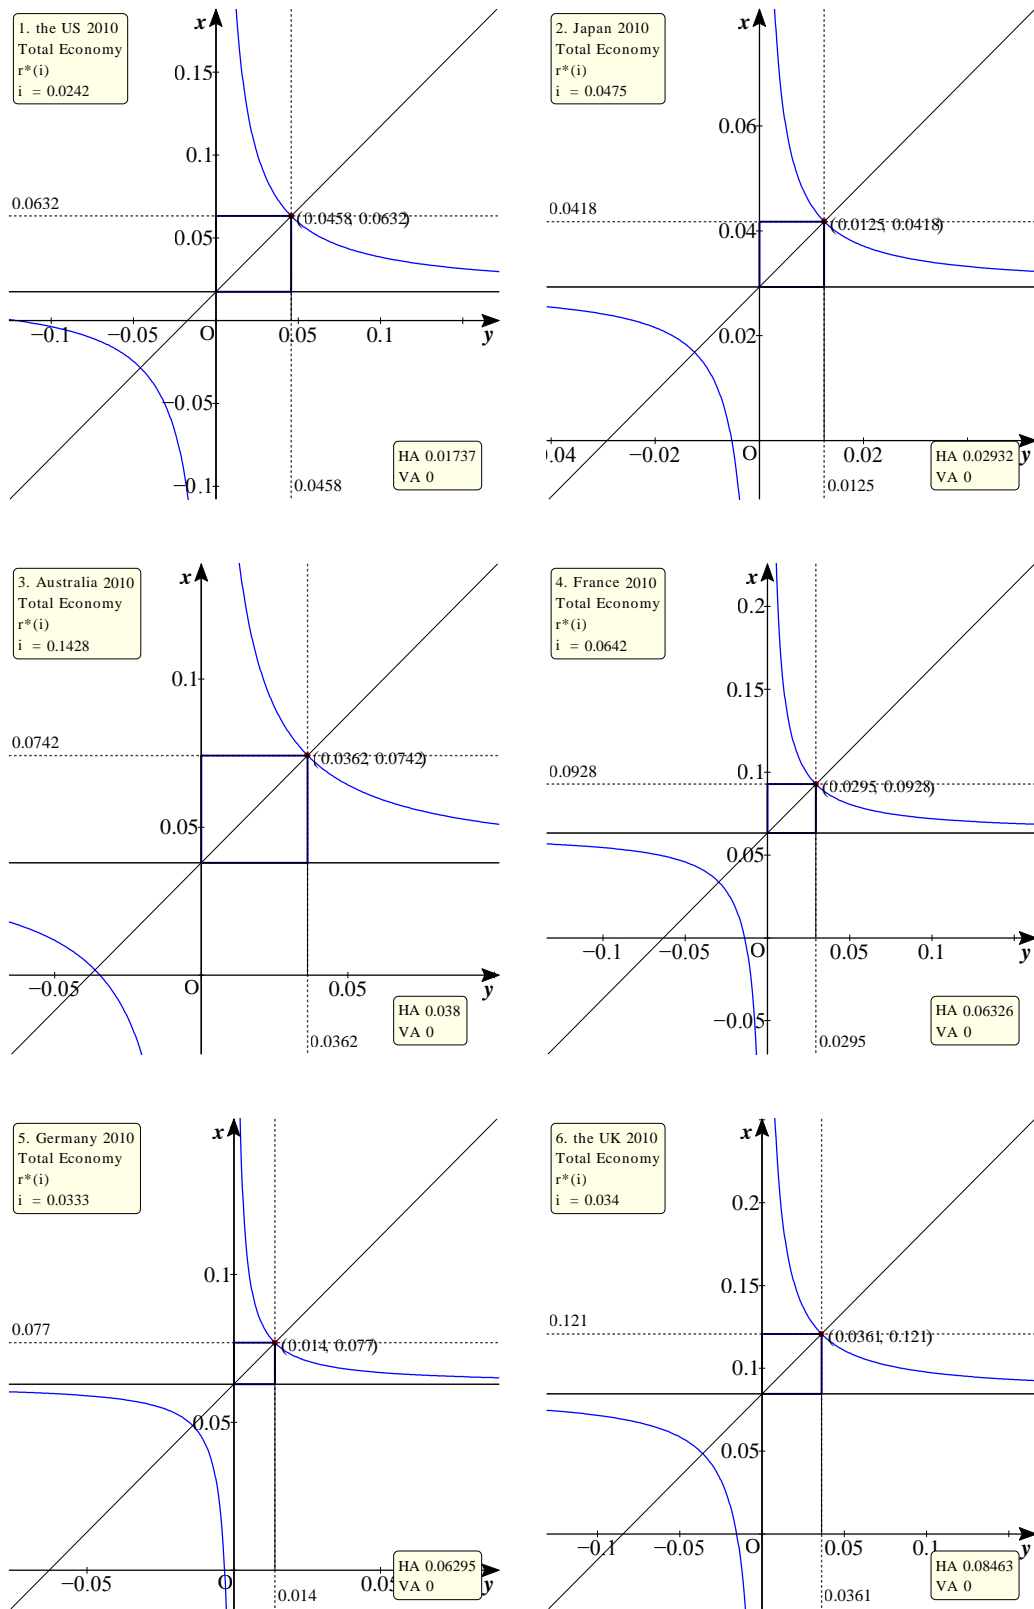 1. the US 2010
Total Economy
r*(i)
i = 0.0242
x
0.15
0.1
0.0632
(0.0458, 0.0632)
0.05
−0.1
−0.05
O
0.05
0.1
y
−0.05
−0.1
HA 0.01737
VA 0
0.0458
2. Japan 2010
Total Economy
r*(i)
i = 0.0475
x
0.06
0.0418
(0.0125, 0.0418)
0.04
0.02
0.04
−0.02
O
0.02
y
HA 0.02932
VA 0
0.0125
3. Australia 2010
Total Economy
r*(i)
i = 0.1428
x
0.1
0.0742
(0.0362, 0.0742)
0.05
−0.05
O
0.05
y
HA 0.038
VA 0
0.0362
4. France 2010
Total Economy
r*(i)
i = 0.0642
x
0.2
0.15
0.1
0.0928
(0.0295, 0.0928)
0.05
−0.1
−0.05
O
0.05
0.1
y
−0.05
HA 0.06326
VA 0
0.0295
5. Germany 2010
Total Economy
r*(i)
i = 0.0333
x
0.1
0.077
(0.014, 0.077)
0.05
−0.05
O
0.05
y
HA 0.06295
VA 0
0.014
6. the UK 2010
Total Economy
r*(i)
i = 0.034
x
0.2
0.15
0.121
(0.0361, 0.121)
0.1
0.05
−0.1
−0.05
O
0.05
0.1
y
HA 0.08463
VA 0
0.0361